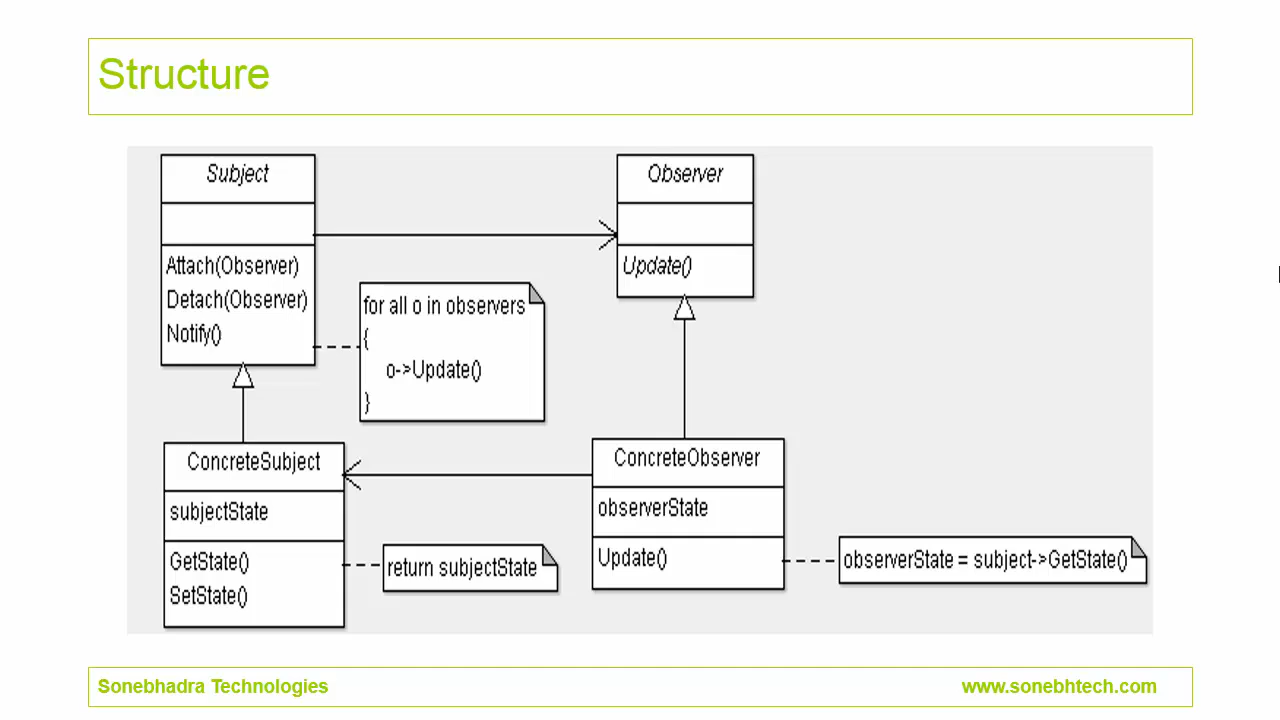 Structure
Subject
Attach(Observer)
Detach(Observer)
Notify()
for all o in observers
{
o->Update()
}
Observer
Update()
ConcreteSubject
subjectState
GetState()
SetState()
return subjectState
ConcreteObserver
observerState
Update()
observerState = subject->GetState()
Sonebhadra Technologies
www.sonebhtech.com